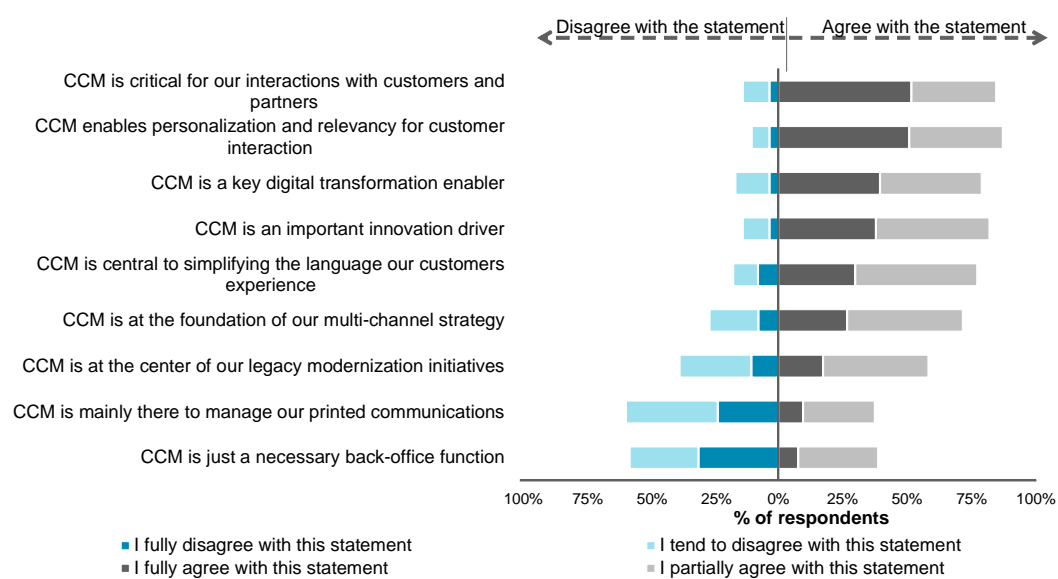 Disagree with the statement Agree with the statement
CCM is critical for our interactions with customers and
partners
CCM enables personalization and relevancy for customer
interaction
CCM is a key digital transformation enabler
CCM is an important innovation driver
CCM is central to simplifying the language our customers
experience
CCM is at the foundation of our multi-channel strategy
CCM is at the center of our legacy modernization initiatives
CCM is mainly there to manage our printed communications
CCM is just a necessary back-office function
100% 75% 50% 25% 0% 25% 50% 75% 100%
% of respondents
I fully disagree with this statement I tend to disagree with this statement
I fully agree with this statement I partially agree with this statement